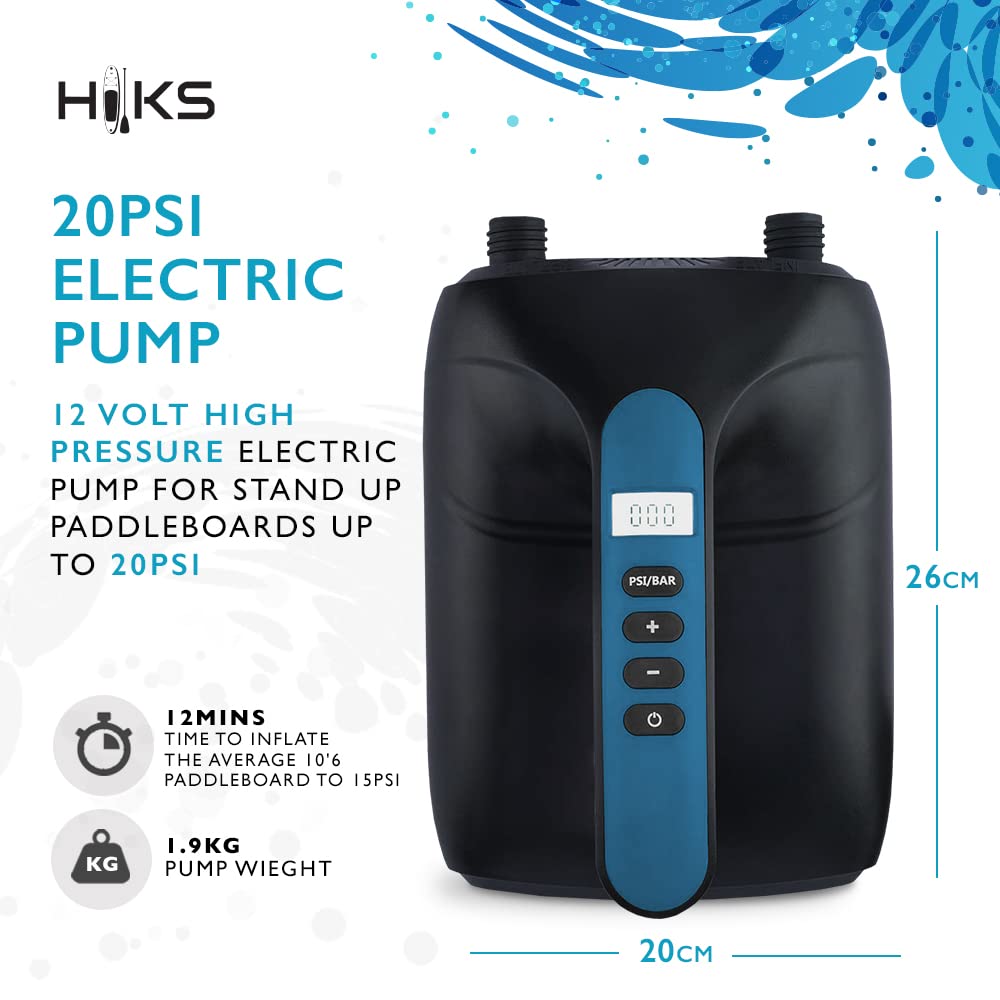 HIKS
20PSI
ELECTRIC
PUMP
12 VOLT HIGH
PRESSURE ELECTRIC
PUMP FOR STAND UP
PADDLEBOARDS UP
TO 20PSI
12MINS
TIME TO INFLATE
THE AVERAGE 10'6
PADDLEBOARD TO 15PSI
KG
1.9KG
PUMP WIEGHT
000
PSI/BAR
+
-
26CM
20CM